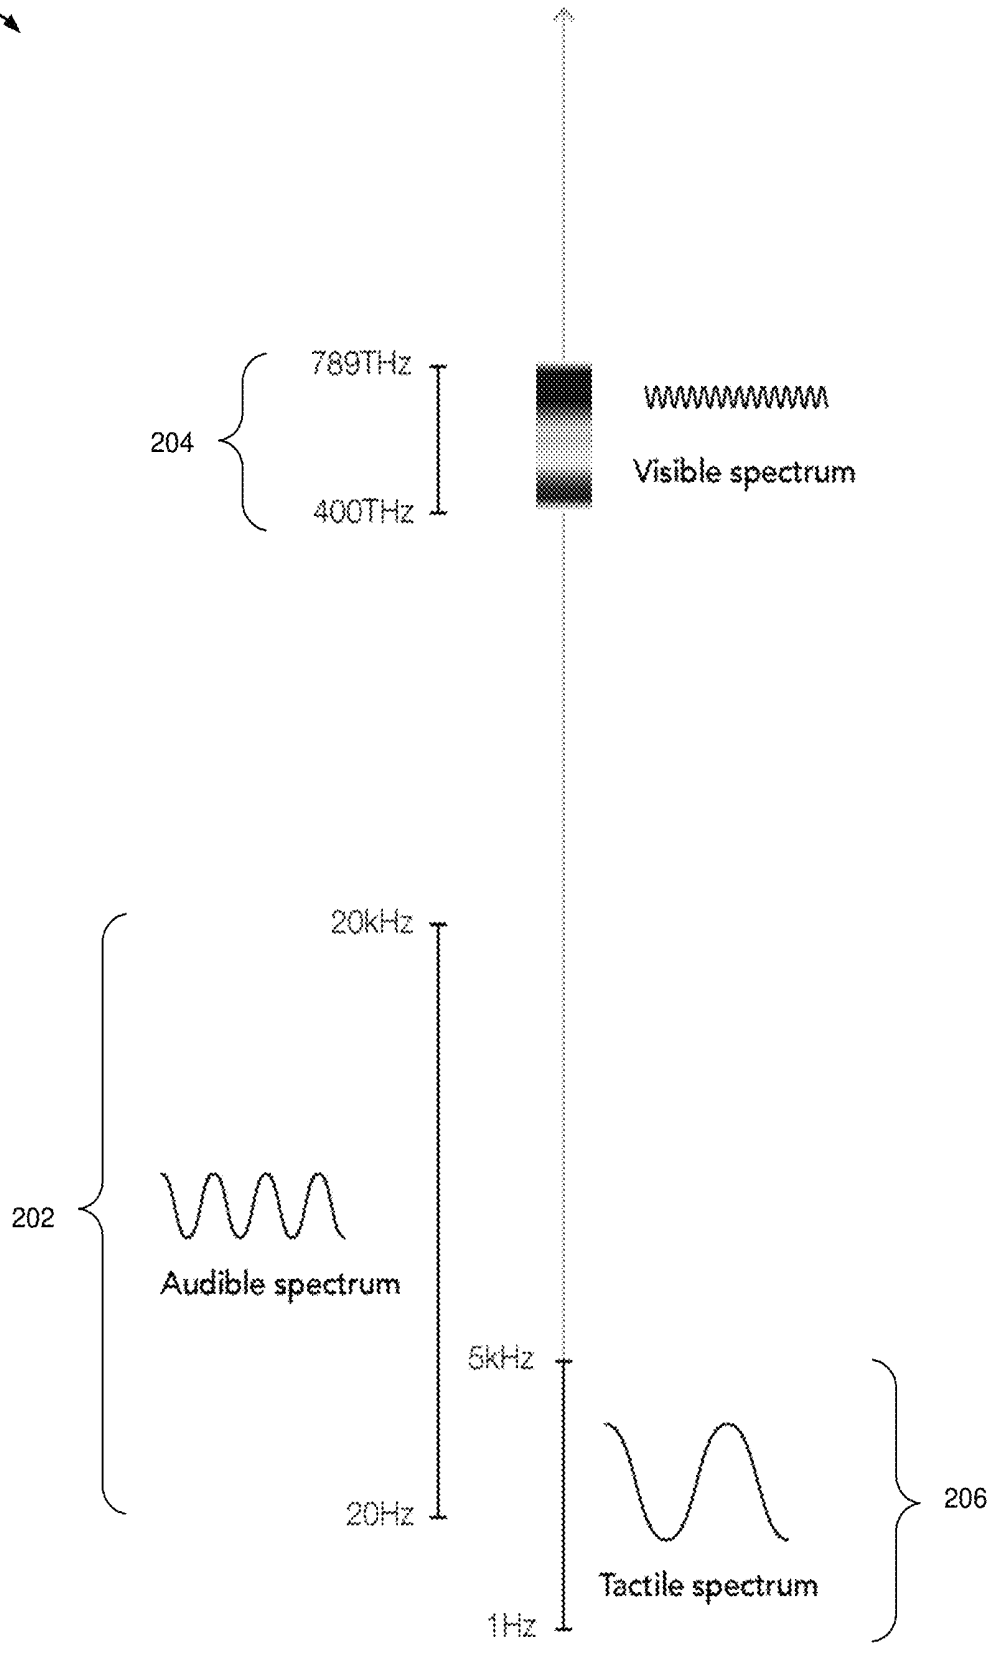 789THz
204
Visible spectrum
400THz
20kHz
202
Audible spectrum
5kHz
20Hz
206
Tactile spectrum
1Hz